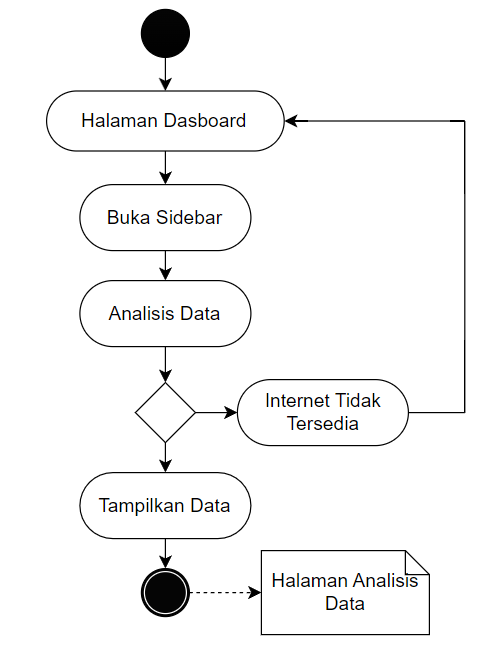 Halaman Dasboard
Buka Sidebar
Analisis Data
Internet Tidak
Tersedia
Tampilkan Data
Halaman Analisis
Data